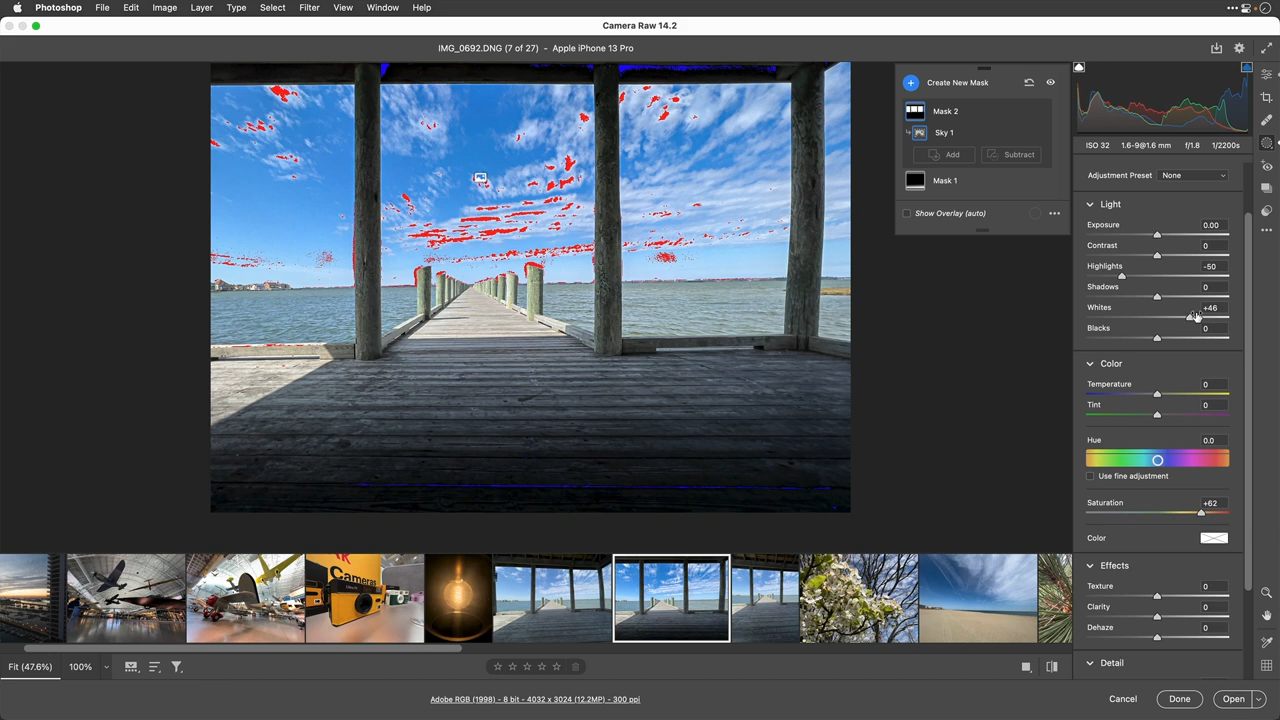 Photoshop File Edit Image Layer Type Select Filter View Window Help
Camera Raw 14.2
IMG_0692.DNG (7 of 27) - Apple iPhone 13 Pro
Create New Mask
Mask 2
Sky 1
Add Subtract
Mask 1
Show Overlay (auto)
ISO 32 1.6-9@1.6 mm f/1.8 1/2200s
Adjustment Preset None
Light
Exposure 0.00
Contrast 0
Highlights -50
Shadows 0
Whites +46
Blacks 0
Color
Temperature 0
Tint 0
Hue 0.0
Use fine adjustment
Saturation +62
Color
Effects
Texture 0
Clarity 0
Dehaze 0
Detail
Cameras
Fit (47.6%) 100%
Adobe RGB (1998) - 8 bit - 4032 x 3024 (12.2MP) - 300 ppi
Cancel Done Open